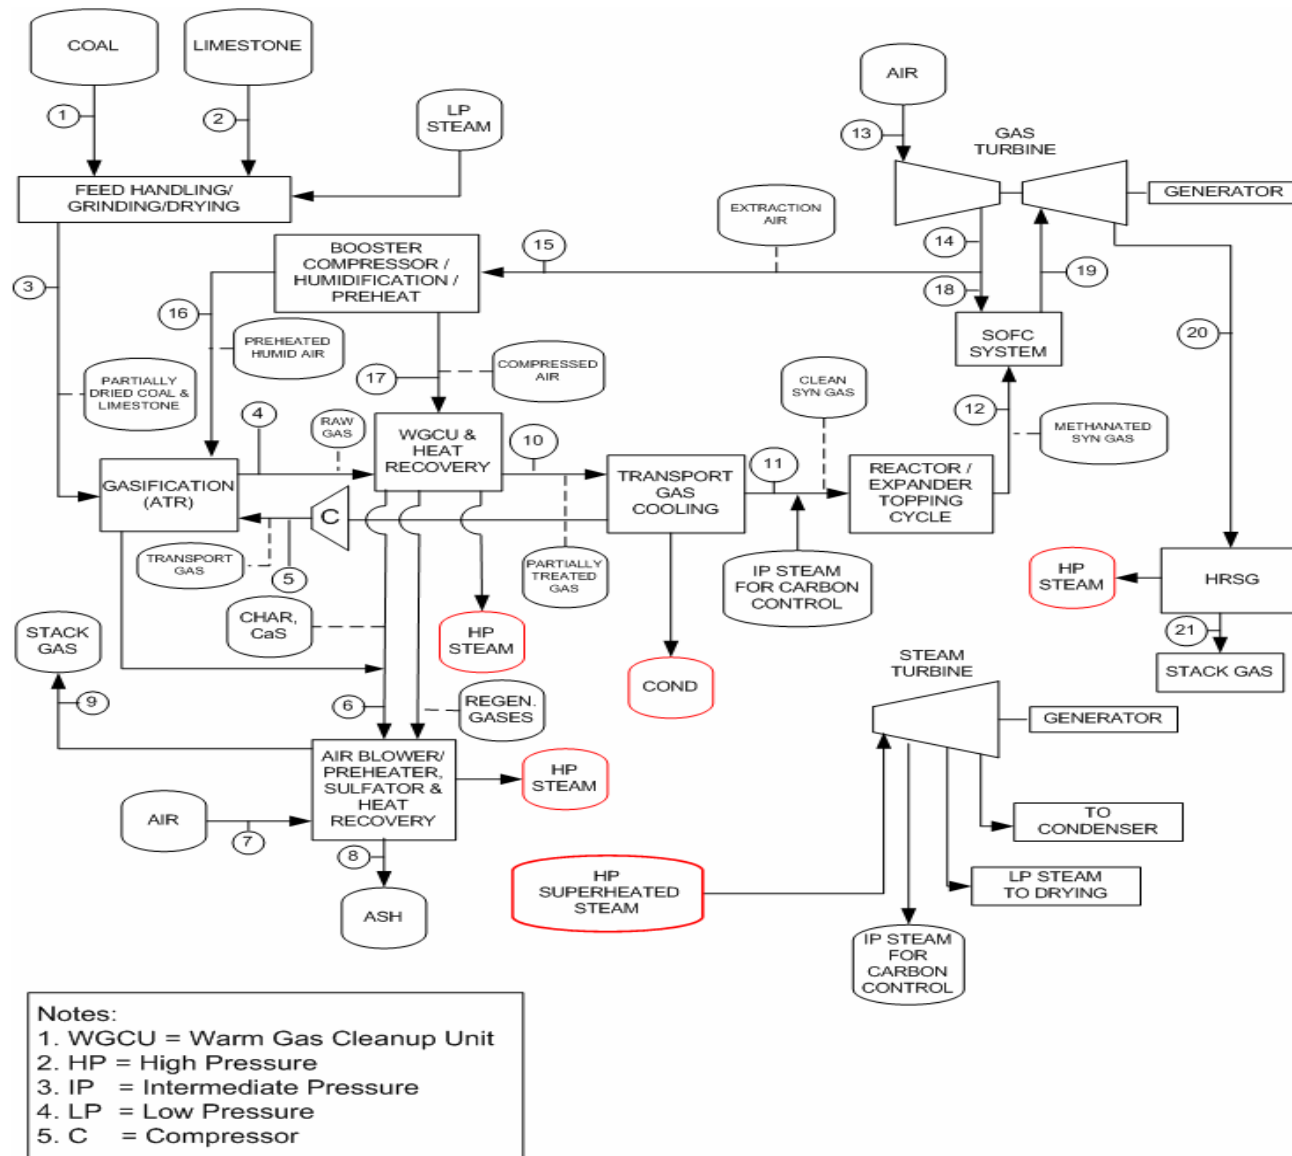 COAL
LIMESTONE
AIR
1
2
LP
STEAM
13
GAS
TURBINE
FEED HANDLING/
GRINDING/DRYING
GENERATOR
EXTRACTION
AIR
BOOSTER
COMPRESSOR /
HUMIDIFICATION /
PREHEAT
15
14
19
3
18
16
PREHEATED
HUMID AIR
SOFC
SYSTEM
20
PARTIALLY
DRIED COAL &
LIMESTONE
17
COMPRESSED
AIR
CLEAN
SYN GAS
4
RAW
GAS
12
METHANATED
SYN GAS
WGCU &
HEAT
RECOVERY
10
11
GASIFICATION
(ATR)
TRANSPORT
GAS
COOLING
REACTOR /
EXPANDER
TOPPING
CYCLE
C
TRANSPORT
GAS
5
PARTIALLY
TREATED GAS
IP STEAM
FOR CARBON
CONTROL
HP
STEAM
HRSG
CHAR,
CaS
STACK
GAS
HP
STEAM
21
STEAM
TURBINE
STACK GAS
COND
9
6
REGEN.
GASES
GENERATOR
AIR BLOWER/
PREHEATER,
SULFATOR &
HEAT
RECOVERY
HP
STEAM
AIR
7
TO
CONDENSER
8
HP
SUPERHEATED
STEAM
LP STEAM
TO DRYING
ASH
IP STEAM
FOR
CARBON
CONTROL
Notes:
1. WGCU = Warm Gas Cleanup Unit
2. HP = High Pressure
3. IP = Intermediate Pressure
4. LP = Low Pressure
5. C = Compressor